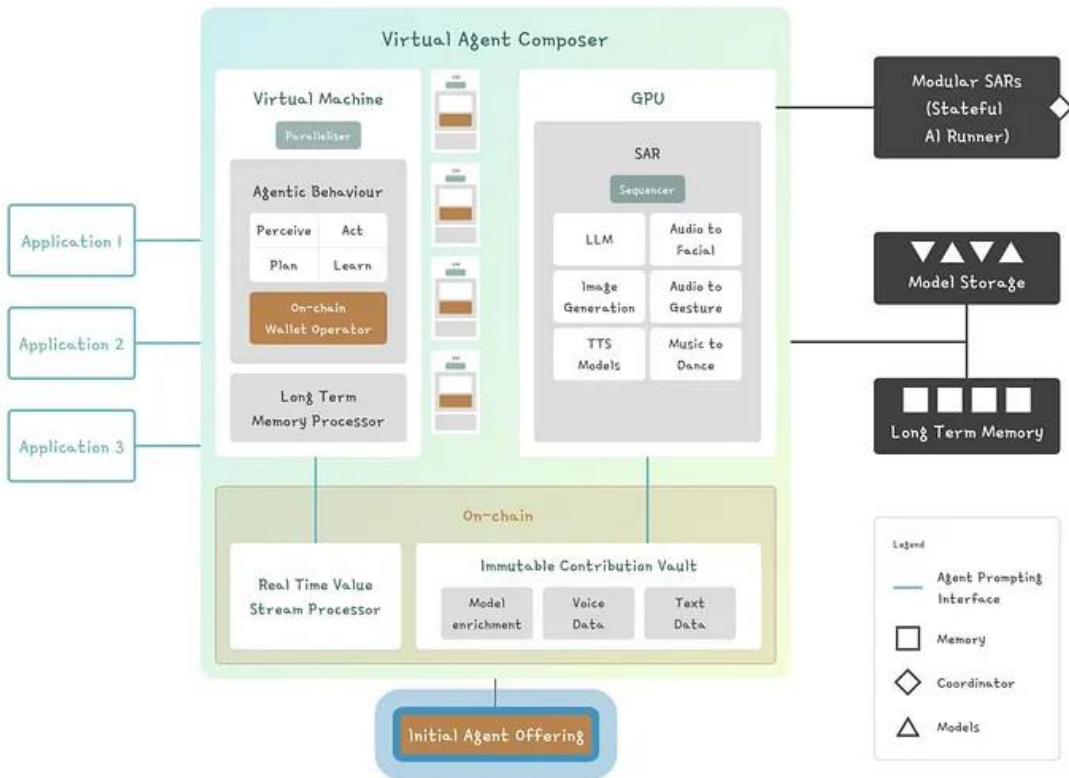 Virtual Agent Composer
Virtual Machine
Paralleliser
Agentic Behaviour
Perceive
Act
Plan
Learn
On-chain
Wallet Operator
Long Term
Memory Processor
GPU
SAR
Sequencer
LLM
Audio to
Facial
Image
Generation
Audio to
Gesture
TTS
Models
Music to
Dance
Application 1
Application 2
Application 3
Modular SARs
(Stateful
AI Runner)
Model Storage
Long Term Memory
On-chain
Real Time Value
Stream Processor
Immutable Contribution Vault
Model
enrichment
Voice
Data
Text
Data
Initial Agent Offering
Legend
Agent Prompting
Interface
Memory
Coordinator
Models